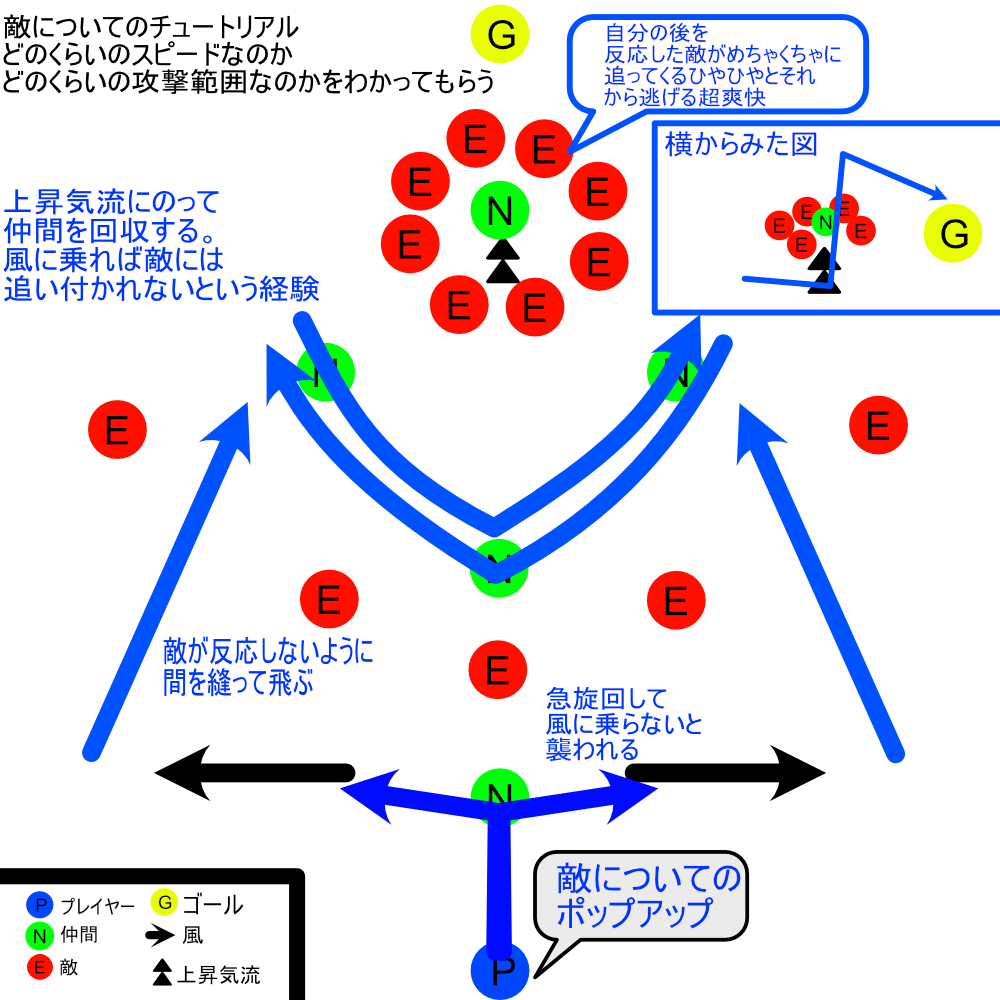 敵についてのチュートリアル
どのくらいのスピードなのか
どのくらいの攻撃範囲なのかをわかってもらう
G
自分の後を
反応した敵がめちゃくちゃに
追ってくるひやひやとそれ
から逃げる超爽快
E
E
E
E
N
E
E
E
E
E
横からみた図
E
E
N
E
E
E
G
上昇気流にのって
仲間を回収する。
風に乗れば敵には
追い付かれないという経験
N
N
E
E
N
E
E
E
敵が反応しないように
間を縫って飛ぶ
急旋回して
風に乗らないと
襲われる
N
敵についての
ポップアップ
P
P プレイヤー
G ゴール
N 仲間
風
E 敵
上昇気流